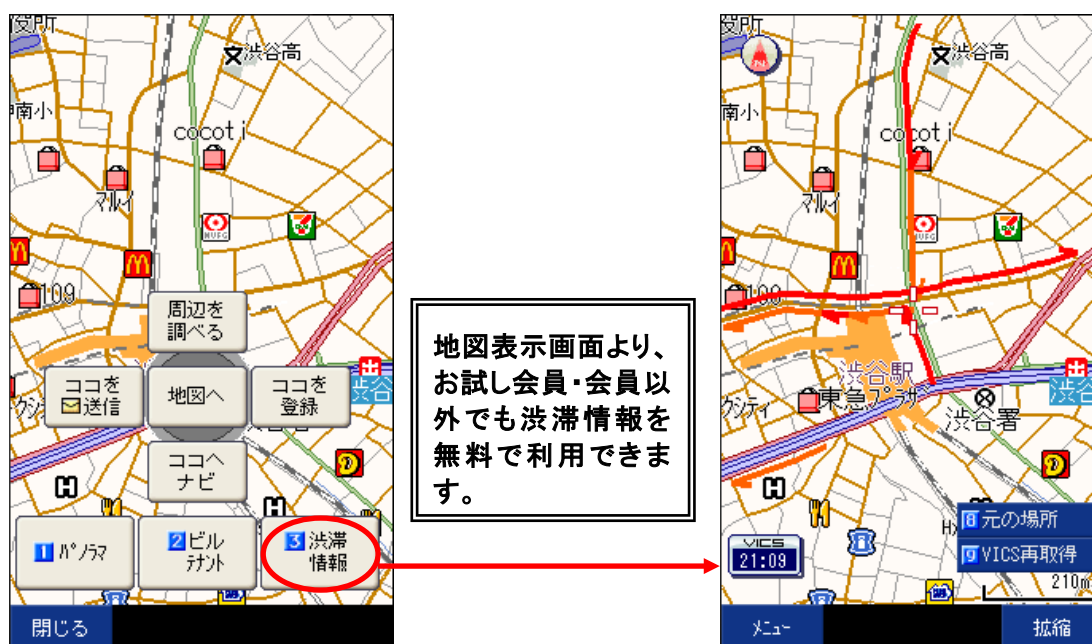 役所
渋谷高
南小
cocoti
マルイ
MUFG
109
周辺を
調べる
ココを
送信
地図へ
ココを
登録
渋谷
ココへ
ナビ
1 パノラマ
2 ビル
テナント
3 渋滞
情報
閉じる
地図表示画面より、
お試し会員・会員以
外でも渋滞情報を
無料で利用できま
す。
役所
渋谷高
南小
cocoti
マルイ
109
渋谷駅
東急プラザ
クシティ
渋谷署
出
渋谷
8 元の場所
9 VICS再取得
VICS
21:09
210m
メニュー
拡縮